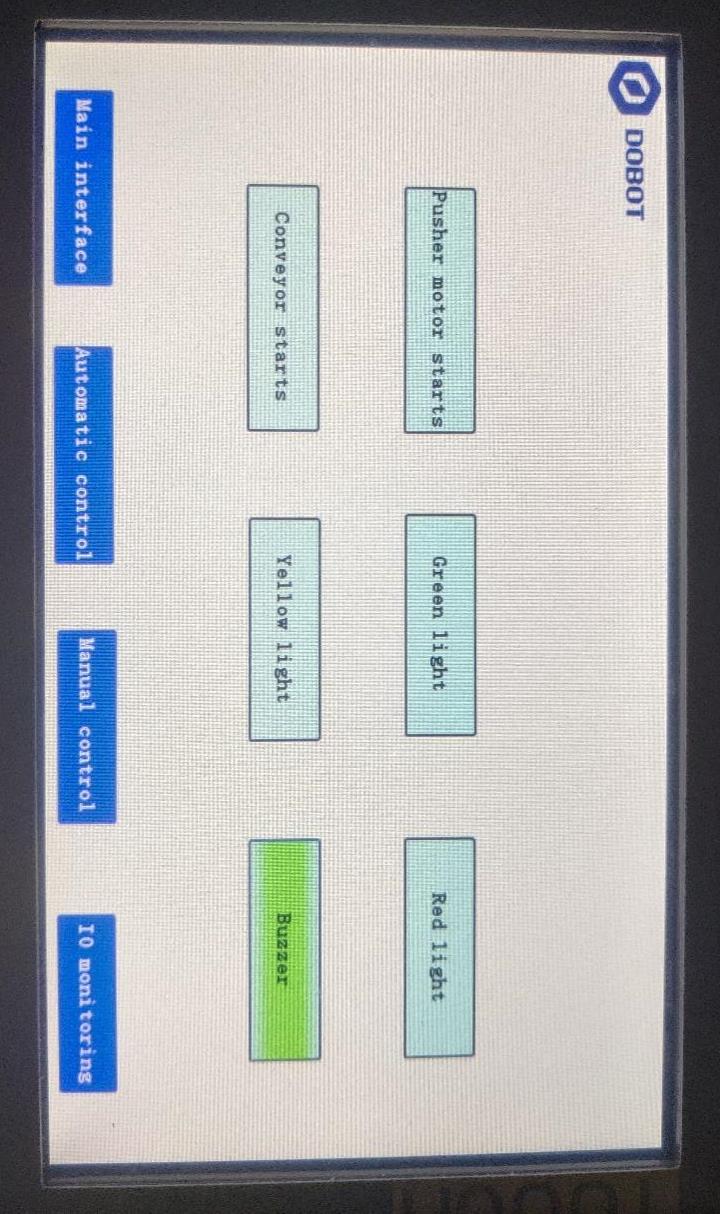 DOBOT
Pusher motor starts
Green light
Red light
Conveyor starts
Yellow light
Buzzer
Main interface
Automatic control
Manual control
IO monitoring